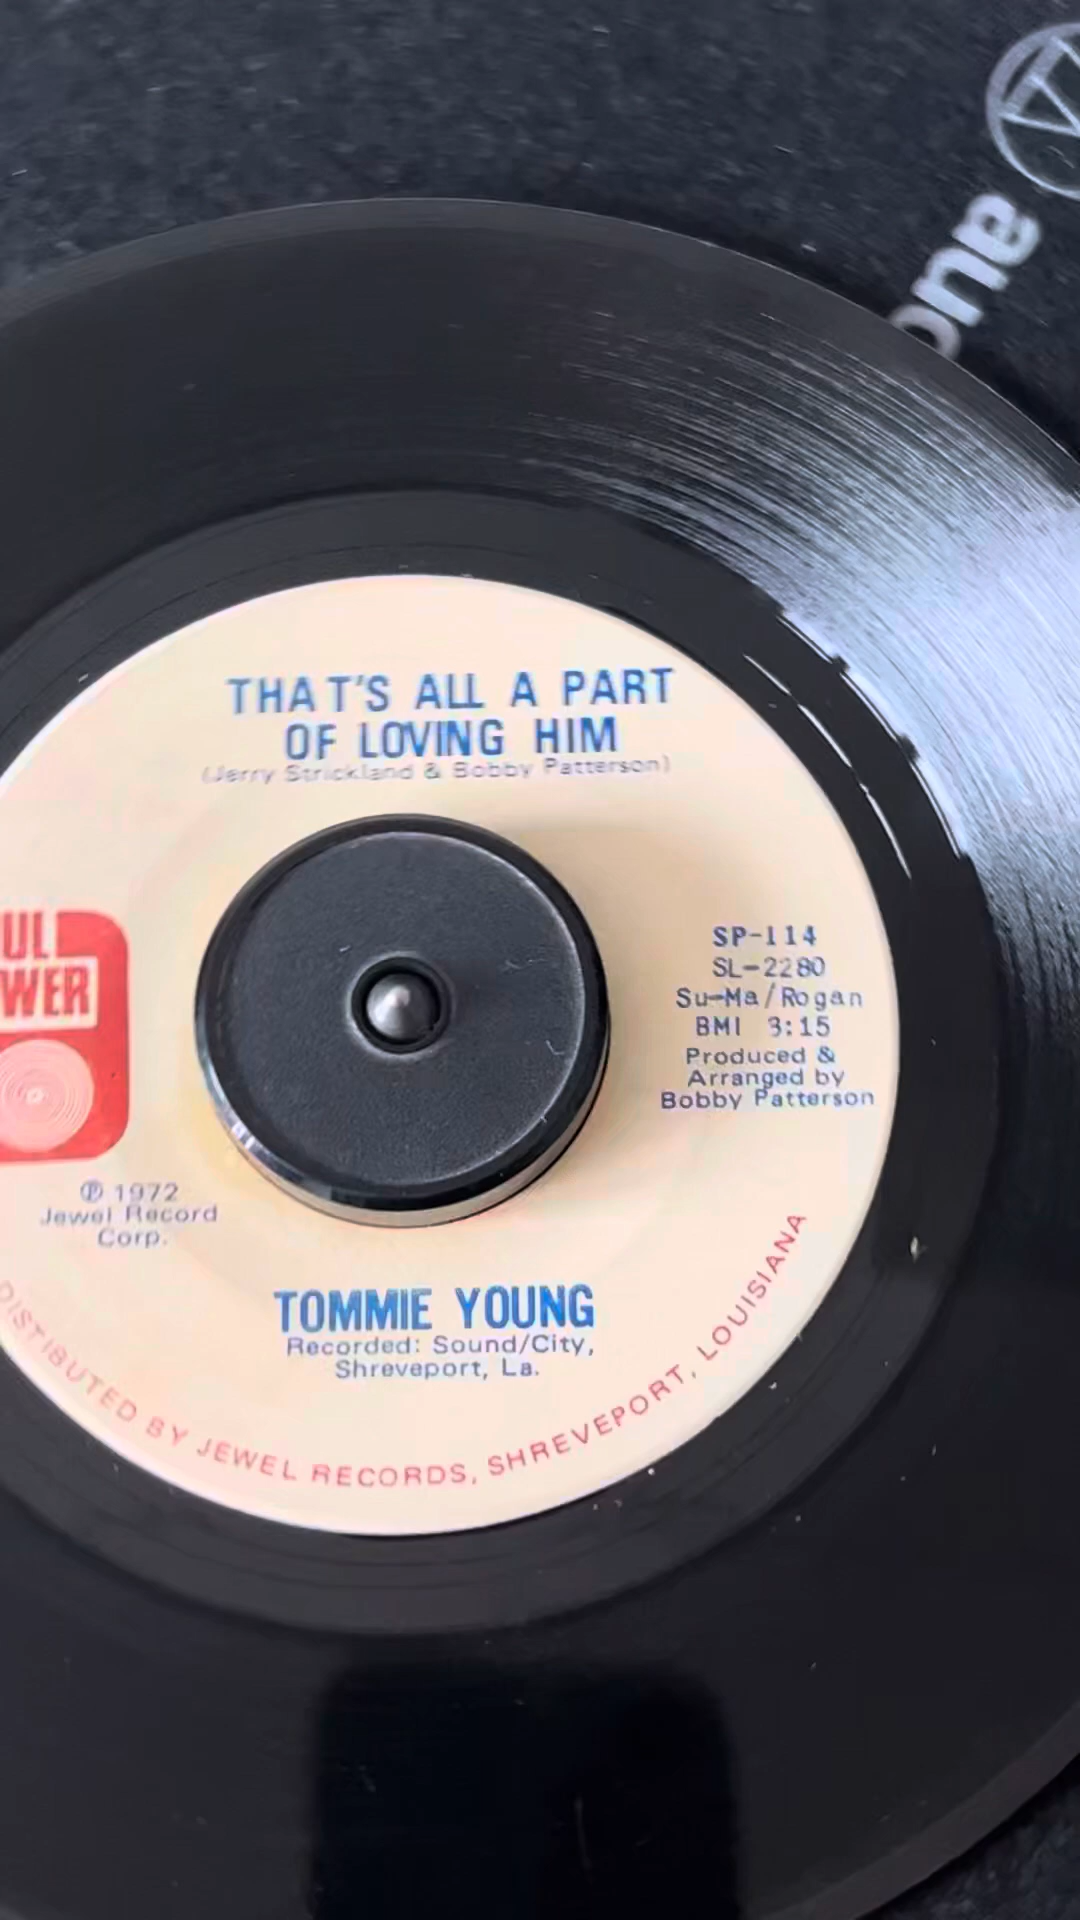 one
THAT'S ALL A PART
OF LOVING HIM
(Jerry Strickland & Bobby Patterson)
UL
WER
SP-114
SL-2280
Su-Ma/Rogan
BMI 3:15
Produced &
Arranged by
Bobby Patterson
℗ 1972
Jewel Record
Corp.
TOMMIE YOUNG
Recorded: Sound/City,
Shreveport, La.
DISTIBUTED BY JEWEL RECORDS, SHREVEPORT, LOUISIANA